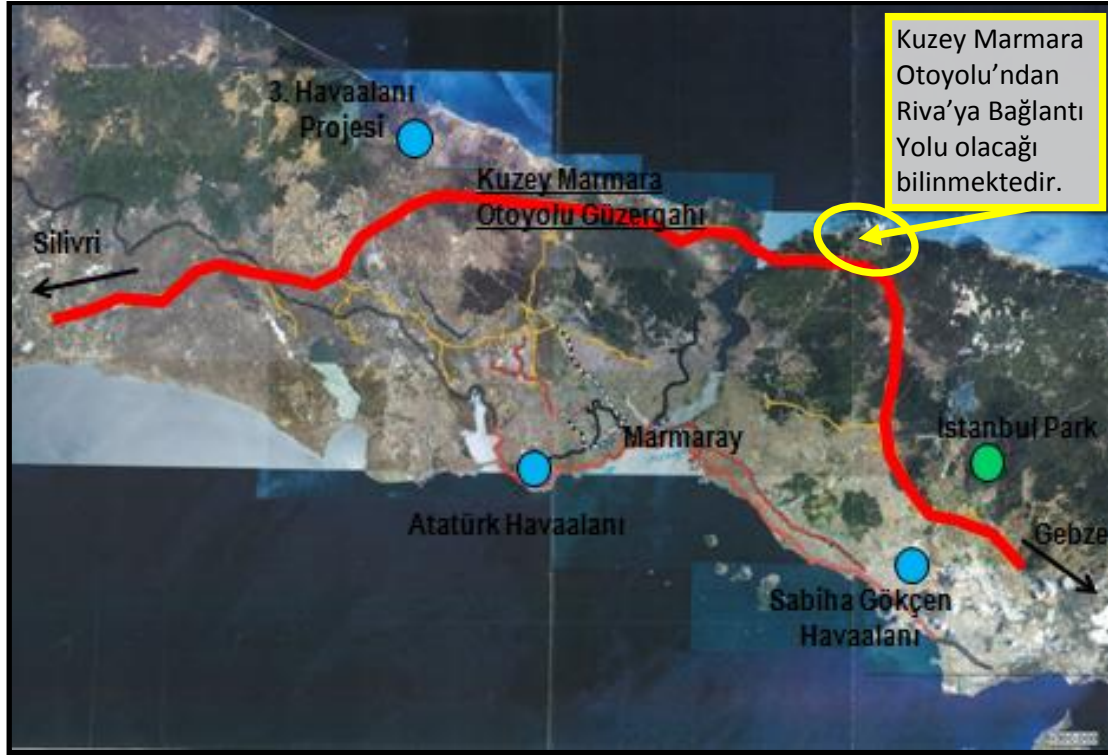 Kuzey Marmara
Otoyolu’ndan
Riva’ya Bağlantı
Yolu olacağı
bilinmektedir.
3. Havaalanı
Projesi
Kuzey Marmara
Otoyolu Güzergahı
Silivri
İstanbul Park
Marmaray
Atatürk Havaalanı
Gebze
Sabiha Gökçen
Havaalanı